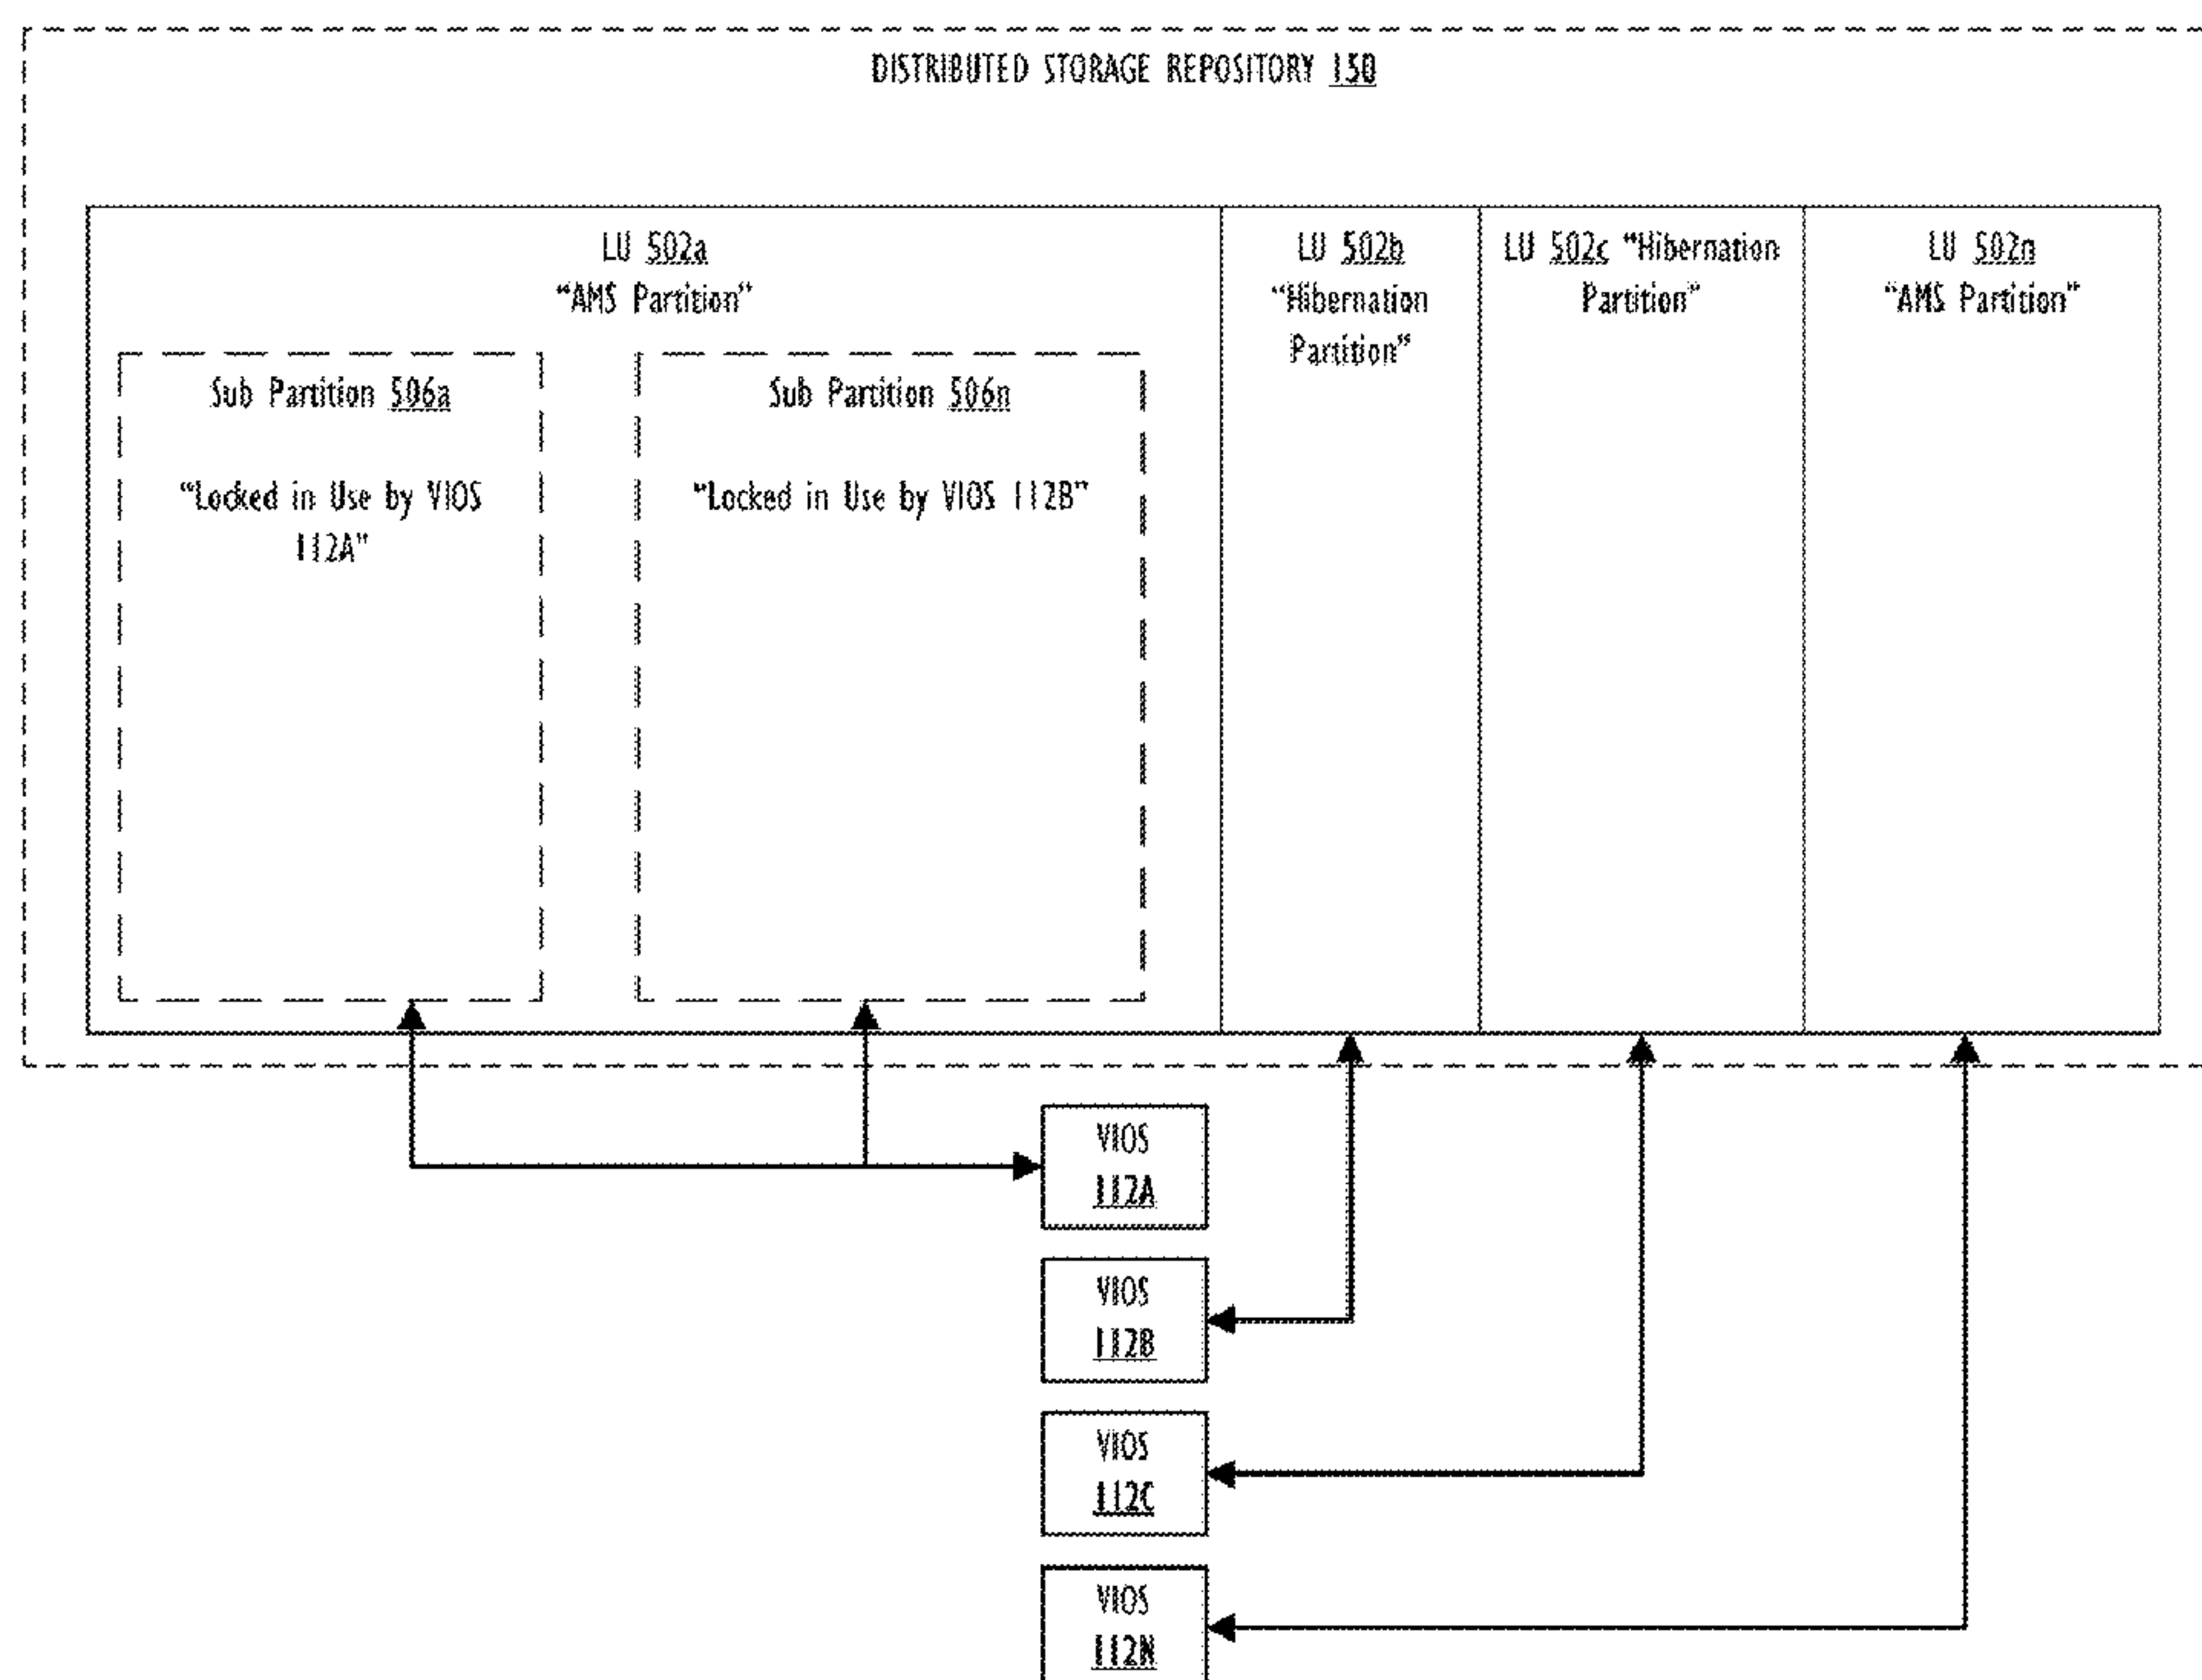 DISTRIBUTED STORAGE REPOSITORY 150
LU 502a
"AMS Partition"
Sub Partition 506a
"Locked in Use by VIOS
112A"
Sub Partition 506n
"Locked in Use by VIOS 112B"
LU 502b
"Hibernation
Partition"
LU 502c "Hibernation
Partition"
LU 502n
"AMS Partition"
VIOS
112A
VIOS
112B
VIOS
112C
VIOS
112N